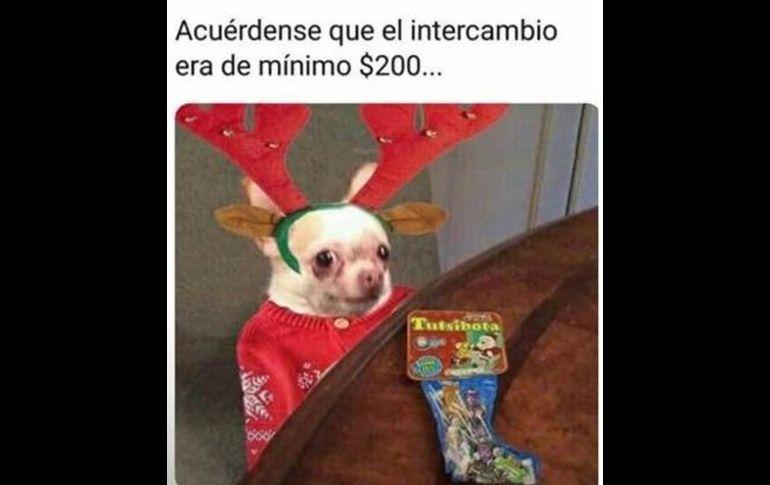 Acuérdense que el intercambio
era de mínimo $200...
Tutsibota